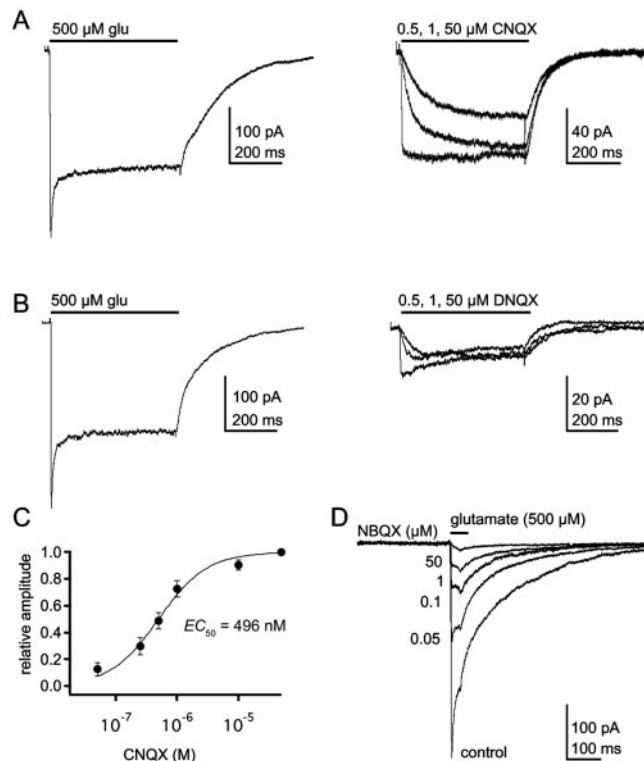 A
500 µM glu
0.5, 1, 50 µM CNQX
100 pA
200 ms
40 pA
200 ms
B
500 µM glu
0.5, 1, 50 µM DNQX
100 pA
200 ms
20 pA
200 ms
C
relative amplitude
1.0
0.8
0.6
0.4
0.2
0.0
EC50 = 496 nM
10-7
10-6
10-5
CNQX (M)
D
glutamate (500 µM)
NBQX (µM)
50
1
0.1
0.05
control
100 pA
100 ms